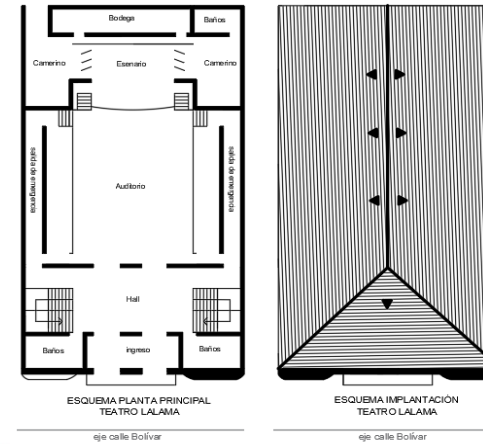 Bodega
Baños
Camerino
Esenario
Camerino
salida de emergencia
Auditorio
salida de emergencia
Hall
Baños
ingreso
Baños
ESQUEMA PLANTA PRINCIPAL
TEATRO LALAMA
eje calle Bolívar
ESQUEMA IMPLANTACIÓN
TEATRO LALAMA
eje calle Bolívar